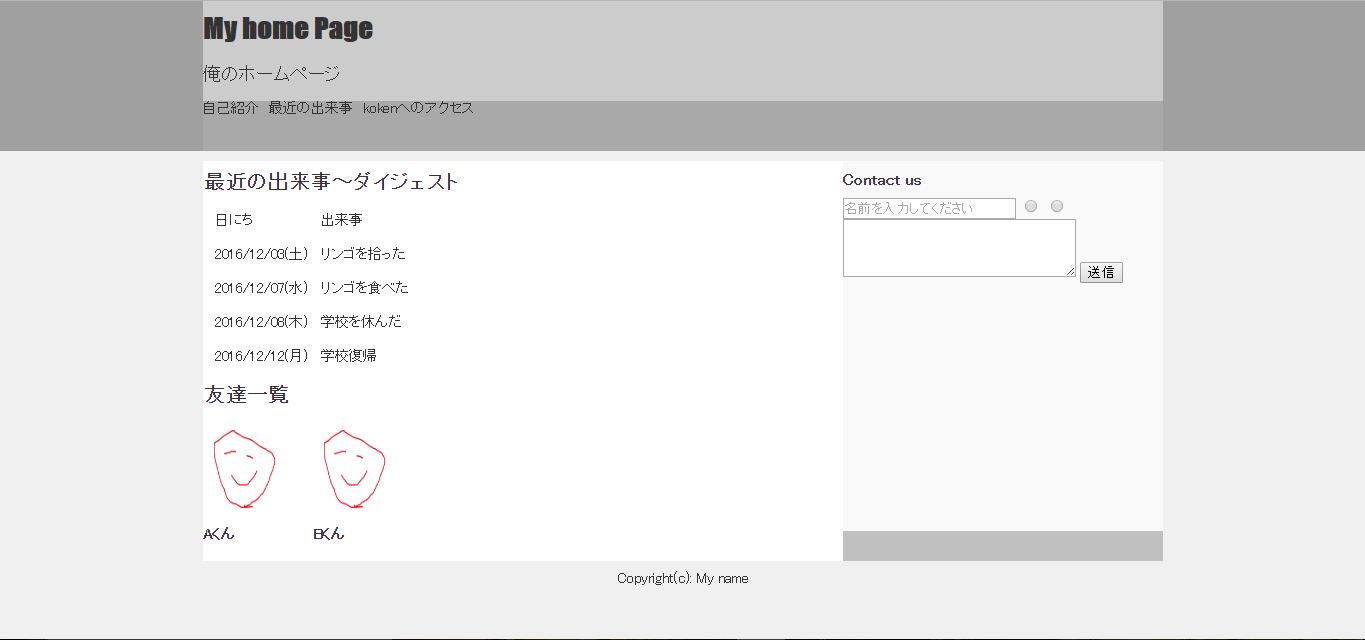 My home Page
俺のホームページ
自己紹介 最近の出来事 kokenへのアクセス
最近の出来事～ダイジェスト
日にち 出来事
2016/12/03(土) リンゴを拾った
2016/12/07(水) リンゴを食べた
2016/12/08(木) 学校を休んだ
2016/12/12(月) 学校復帰
友達一覧
Aくん Bくん
Contact us
名前を入力してください
送信
Copyright(c): My name